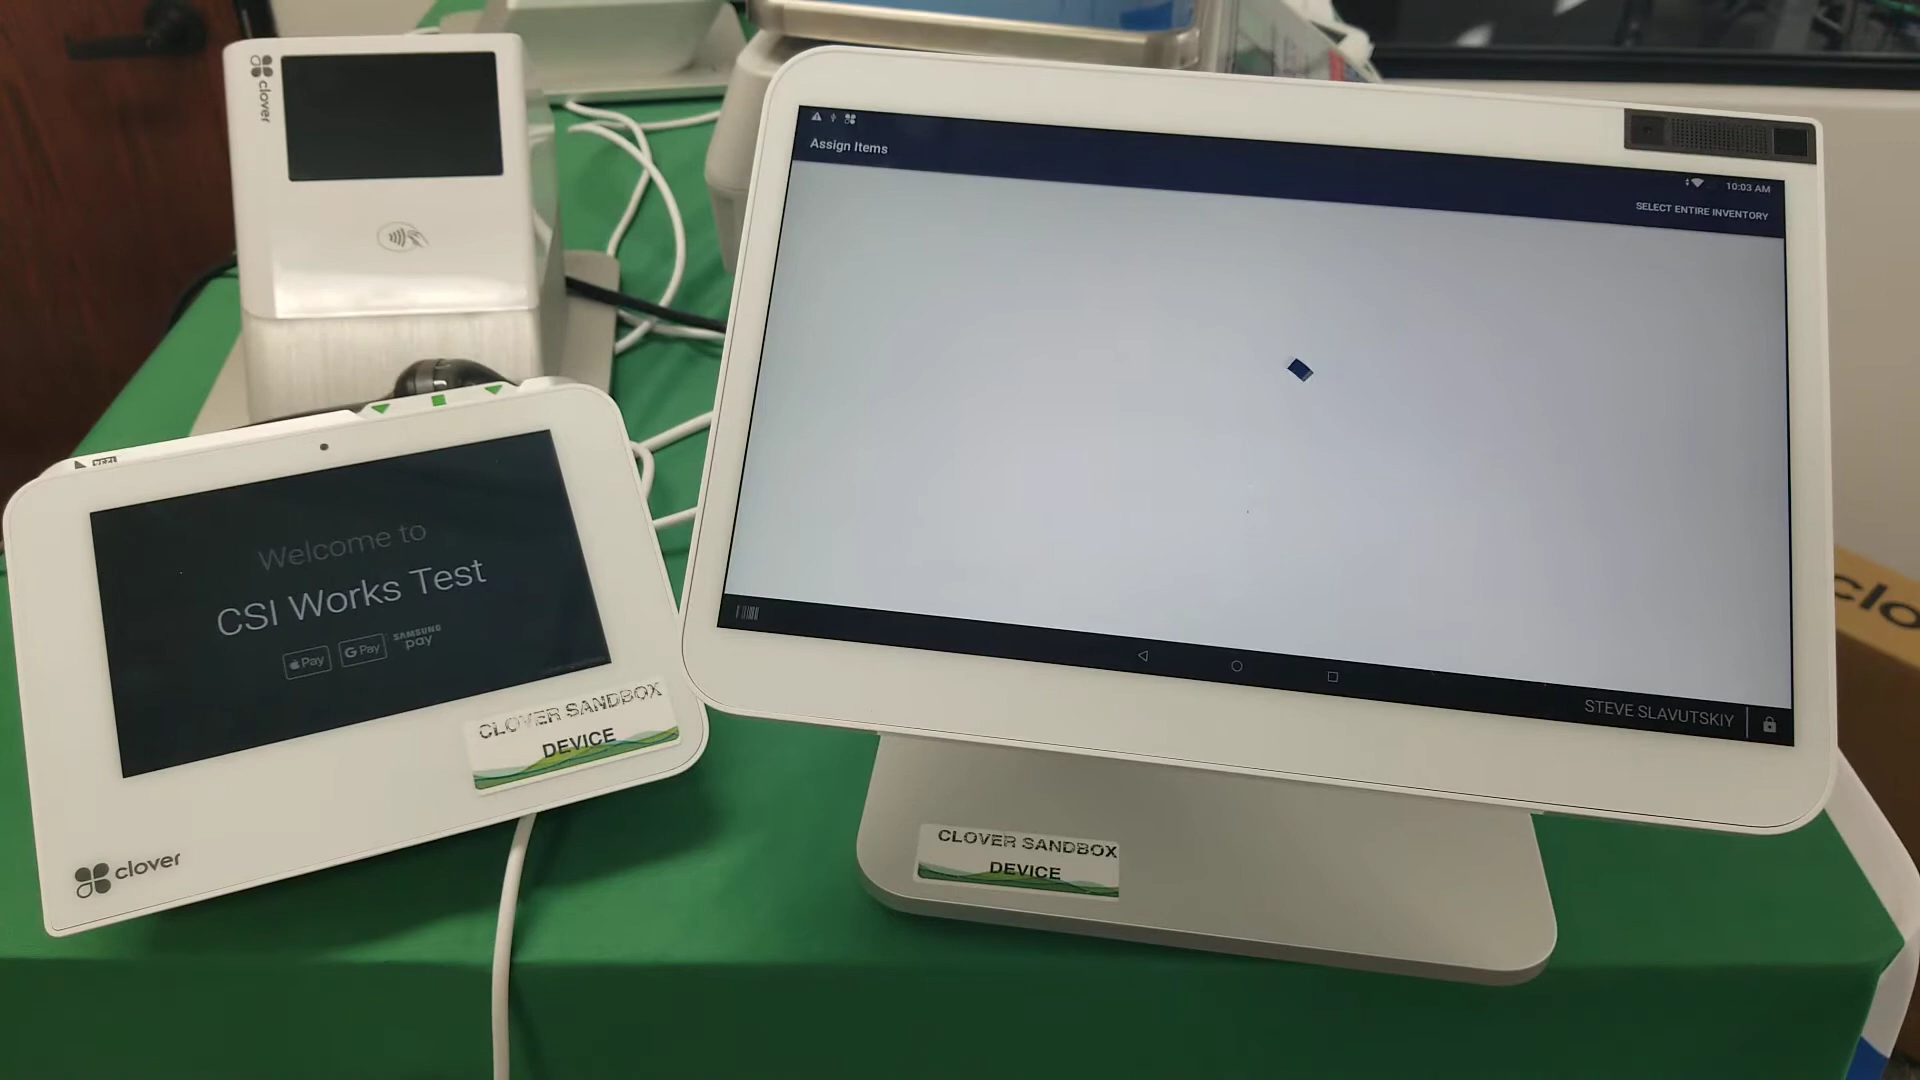 clover
Assign Items
10:03 AM
SELECT ENTIRE INVENTORY
Welcome to
CSI Works Test
Pay
G Pay
SAMSUNG
pay
CLOVER SANDBOX
DEVICE
clover
STEVE SLAVUTSKIY
CLOVER SANDBOX
DEVICE
clo